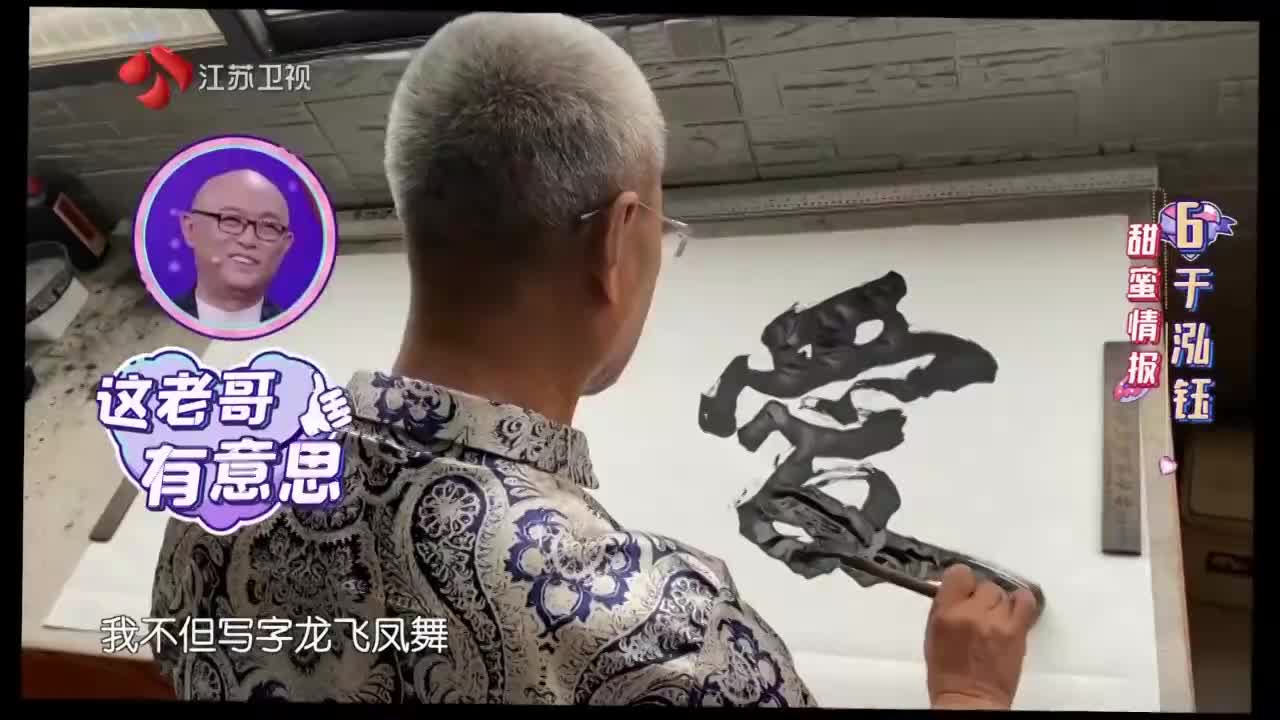 江苏卫视
这老哥
有意思
我不但写字龙飞凤舞
愛
6于泓钰
甜蜜情报